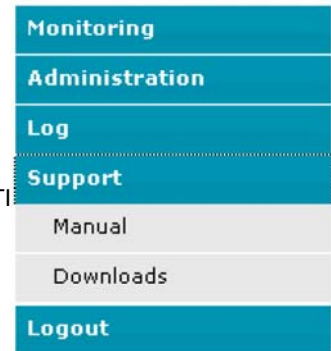 Monitoring
Administration
Log
Support
Manual
Downloads
Logout